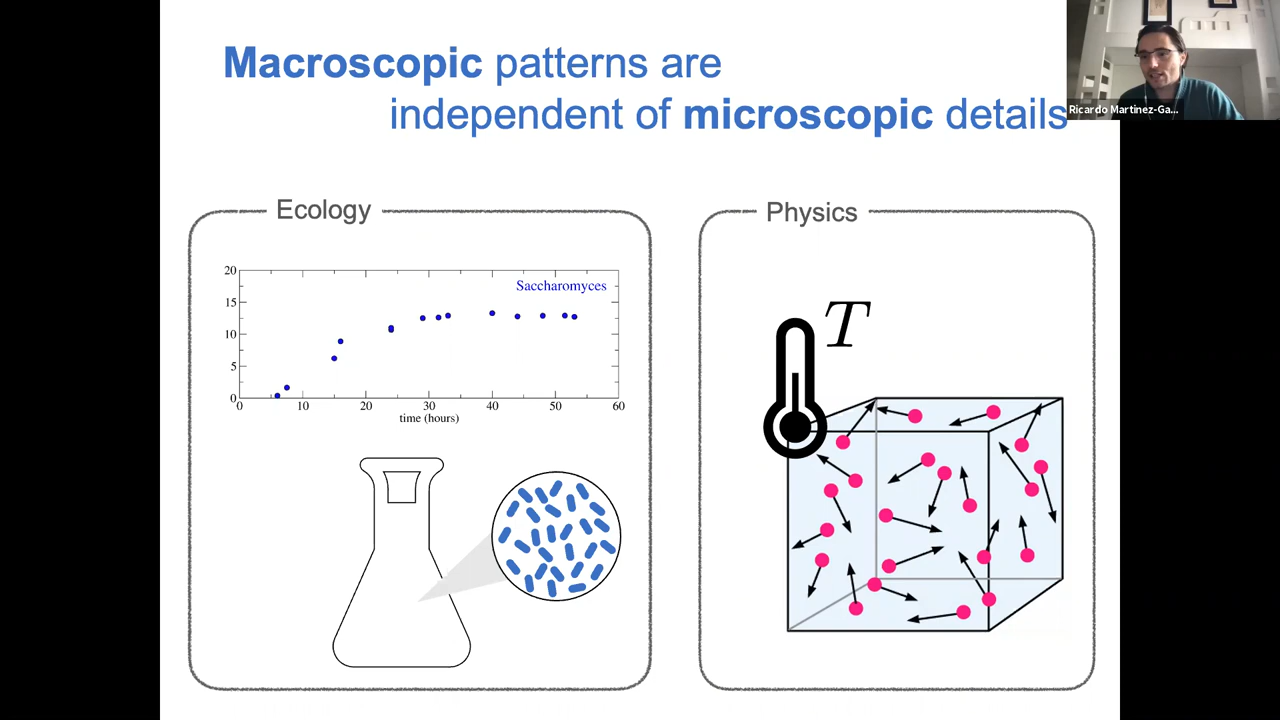 Macroscopic patterns are
independent of microscopic details
Ricardo Martinez-Ga...
Ecology
20
15
10
5
0
Saccharomyces
0 10 20 30 40 50 60
time (hours)
Physics
T